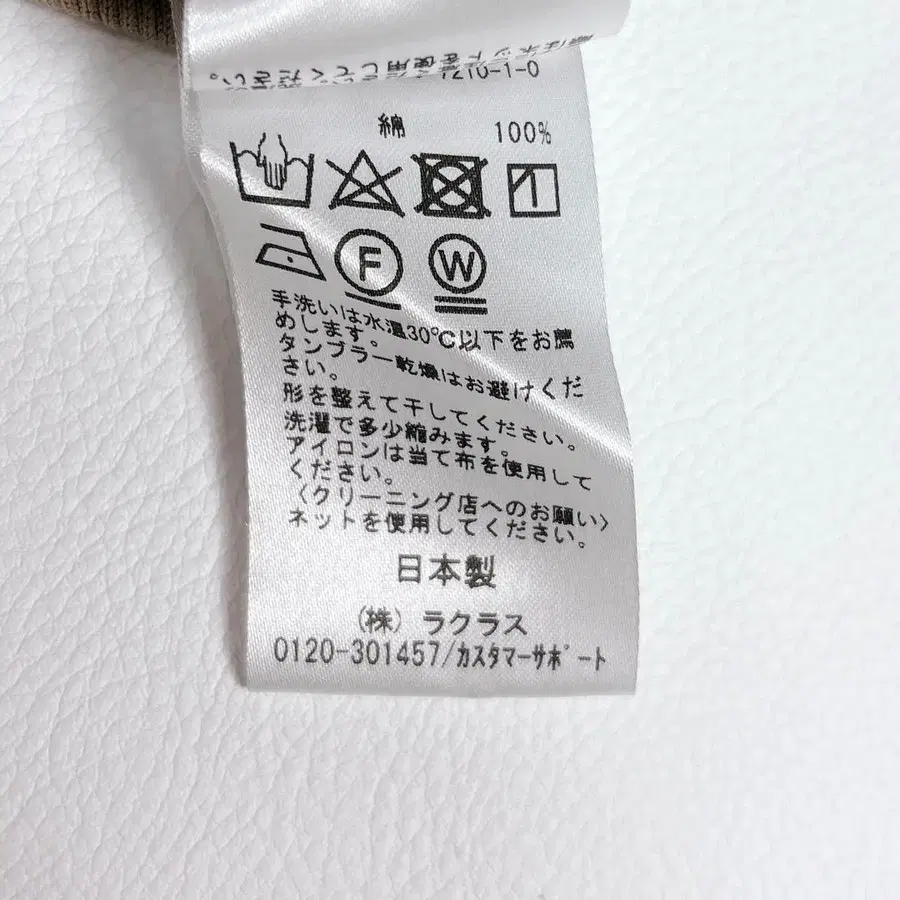 210-1-0
綿 100%
F W
手洗いは水温30℃以下をお薦
めします。
タンブラー乾燥はお避けくだ
さい。
形を整えて干してください。
洗濯で多少縮みます。
アイロンは当て布を使用して
ください。
〈クリーニング店へのお願い〉
ネットを使用してください。
日本製
(株) ラクラス
0120-301457/カスタマーサポート